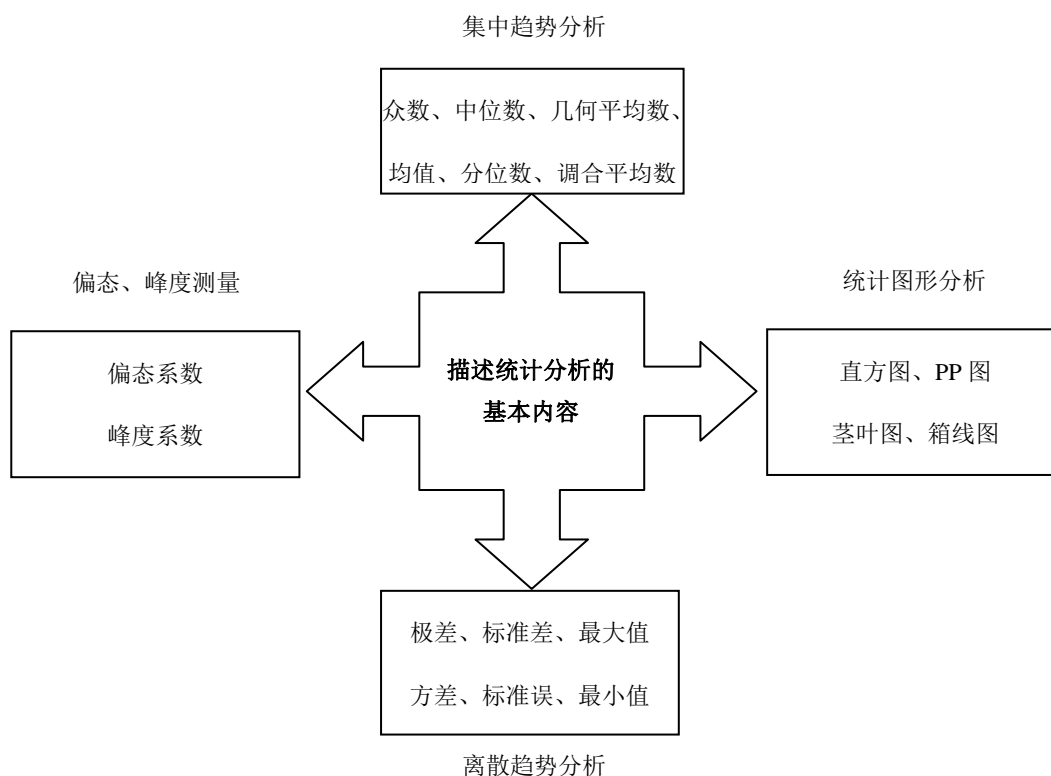 集中趋势分析
众数、中位数、几何平均数、
均值、分位数、调合平均数
偏态、峰度测量
偏态系数
峰度系数
描述统计分析的
基本内容
统计图形分析
直方图、PP 图
茎叶图、箱线图
极差、标准差、最大值
方差、标准误、最小值
离散趋势分析